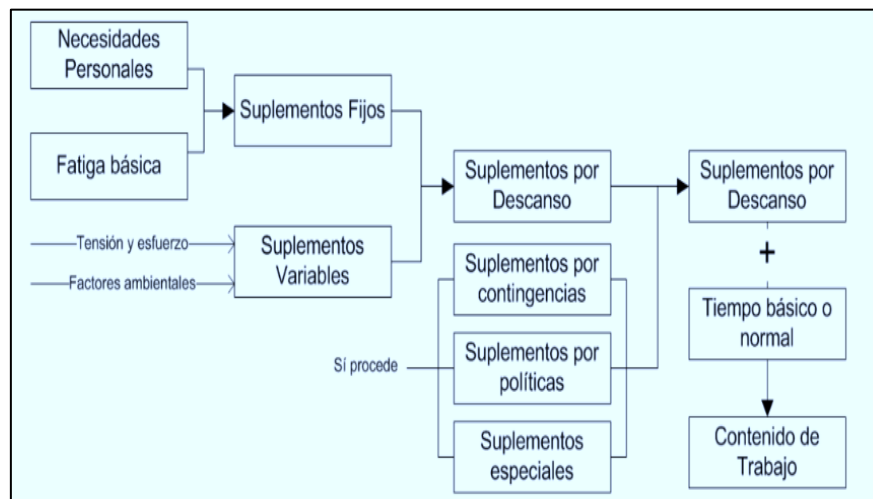 Necesidades
Personales
Fatiga básica
Suplementos Fijos
Tensión y esfuerzo
Factores ambientales
Suplementos
Variables
Suplementos por
Descanso
Suplementos por
contingencias
Sí procede
Suplementos por
políticas
Suplementos
especiales
Suplementos por
Descanso
+
Tiempo básico o
normal
Contenido de
Trabajo